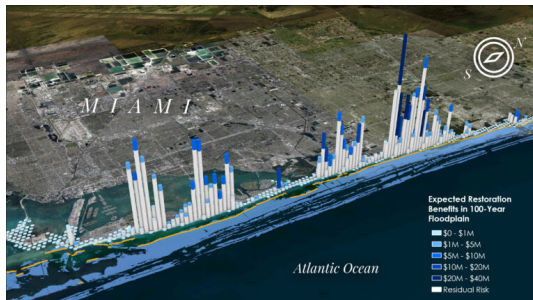 N
S
MIAMI
Expected Restoration
Benefits in 100-Year
Floodplain
$0 - $1M
$1M - $5M
$5M - $10M
$10M - $20M
$20M - $40M
Residual Risk
Atlantic Ocean